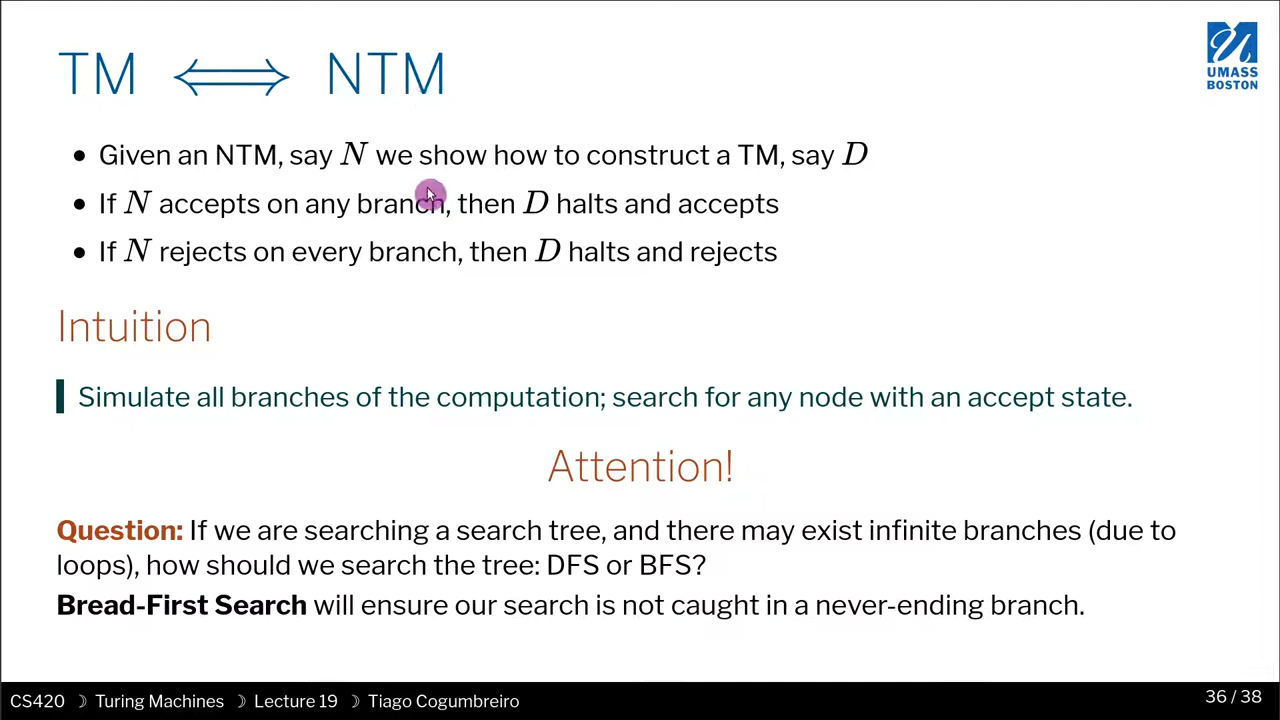 TM ⟺ NTM
UMASS
BOSTON
• Given an NTM, say N we show how to construct a TM, say D
• If N accepts on any branch, then D halts and accepts
• If N rejects on every branch, then D halts and rejects
Intuition
Simulate all branches of the computation; search for any node with an accept state.
Attention!
Question: If we are searching a search tree, and there may exist infinite branches (due to
loops), how should we search the tree: DFS or BFS?
Bread-First Search will ensure our search is not caught in a never-ending branch.
CS420 ☽ Turing Machines ☽ Lecture 19 ☽ Tiago Cogumbreiro
36 / 38